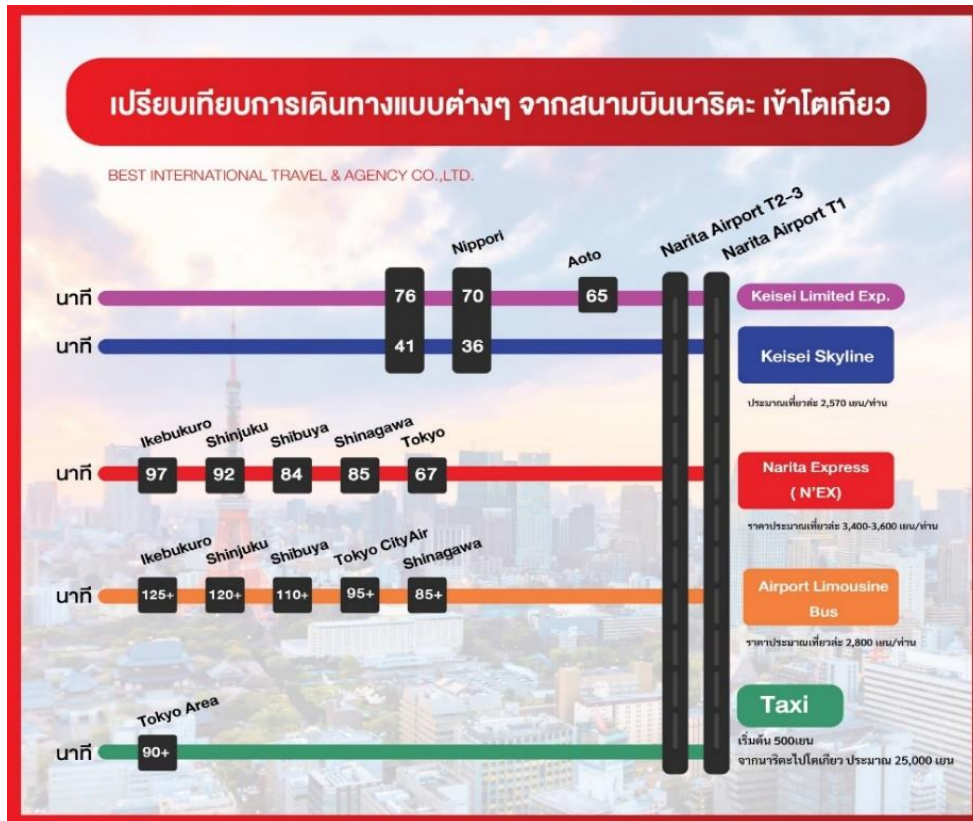 เปรียบเทียบการเดินทางแบบต่างๆ จากสนามบินนาริตะ เข้าโตเกียว
BEST INTERNATIONAL TRAVEL & AGENCY CO.,LTD.
Nippori
Aoto
Narita Airport T2-3
Narita Airport T1
นาที 76 70 65 Keisei Limited Exp.
นาที 41 36 Keisei Skyline
ประมาณเที่ยวล่ะ 2,570 เยน/ท่าน
Ikebukuro Shinjuku Shibuya Shinagawa Tokyo
นาที 97 92 84 85 67 Narita Express
( N'EX)
ราคาประมาณเที่ยวล่ะ 3,400-3,600 เยน/ท่าน
Ikebukuro Shinjuku Shibuya Tokyo CityAir Shinagawa
นาที 125+ 120+ 110+ 95+ 85+ Airport Limousine
Bus
ราคาประมาณเที่ยวล่ะ 2,800 เยน/ท่าน
Tokyo Area
นาที 90+ Taxi
เริ่มต้น 500เยน
จากนาริตะไปโตเกียว ประมาณ 25,000 เยน